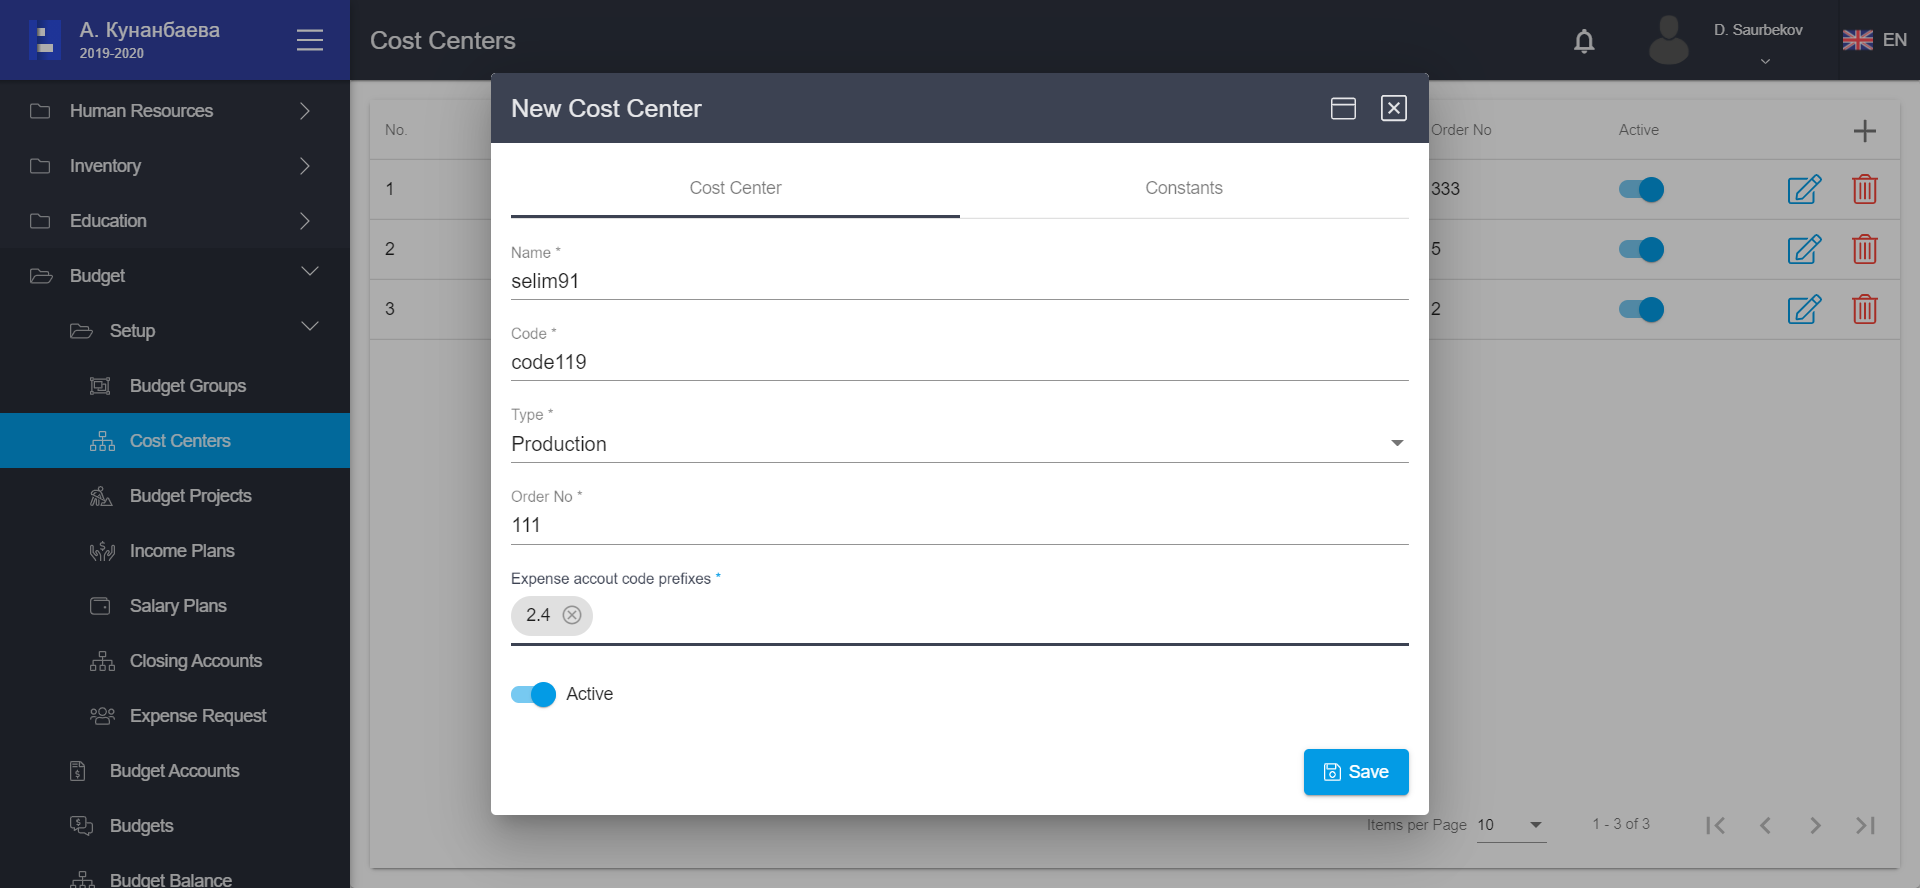 А. Кунанбаева
2019-2020
Cost Centers
D. Saurbekov
EN
Human Resources
Inventory
Education
Budget
Setup
Budget Groups
Cost Centers
Budget Projects
Income Plans
Salary Plans
Closing Accounts
Expense Request
Budget Accounts
Budgets
Budget Balance
No.
Order No
Active
1
333
2
5
3
2
New Cost Center
Cost Center
Constants
Name *
selim91
Code *
code119
Type *
Production
Order No *
111
Expense accout code prefixes *
2.4
Active
Save
Items per Page 10
1 - 3 of 3